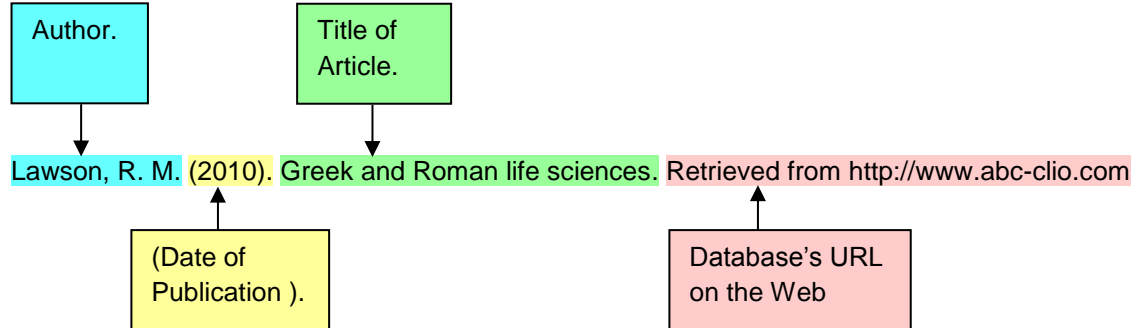 Author.
Title of
Article.
Lawson, R. M. (2010). Greek and Roman life sciences. Retrieved from http://www.abc-clio.com
(Date of
Publication ).
Database’s URL
on the Web